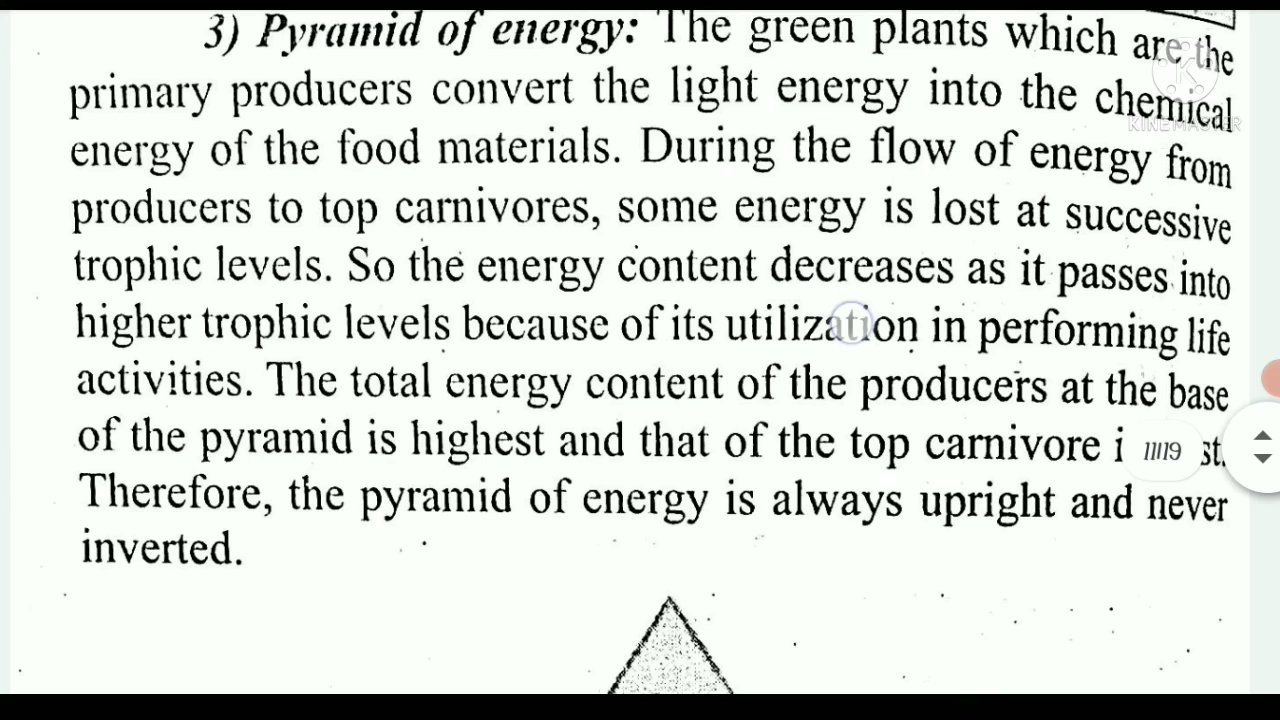 3) Pyramid of energy: The green plants which are the
primary producers convert the light energy into the chemical
energy of the food materials. During the flow of energy from
producers to top carnivores, some energy is lost at successive
trophic levels. So the energy content decreases as it passes into
higher trophic levels because of its utilization in performing life
activities. The total energy content of the producers at the base
of the pyramid is highest and that of the top carnivore
Therefore, the pyramid of energy is always upright and never
inverted.
KINEMASTER
11/19